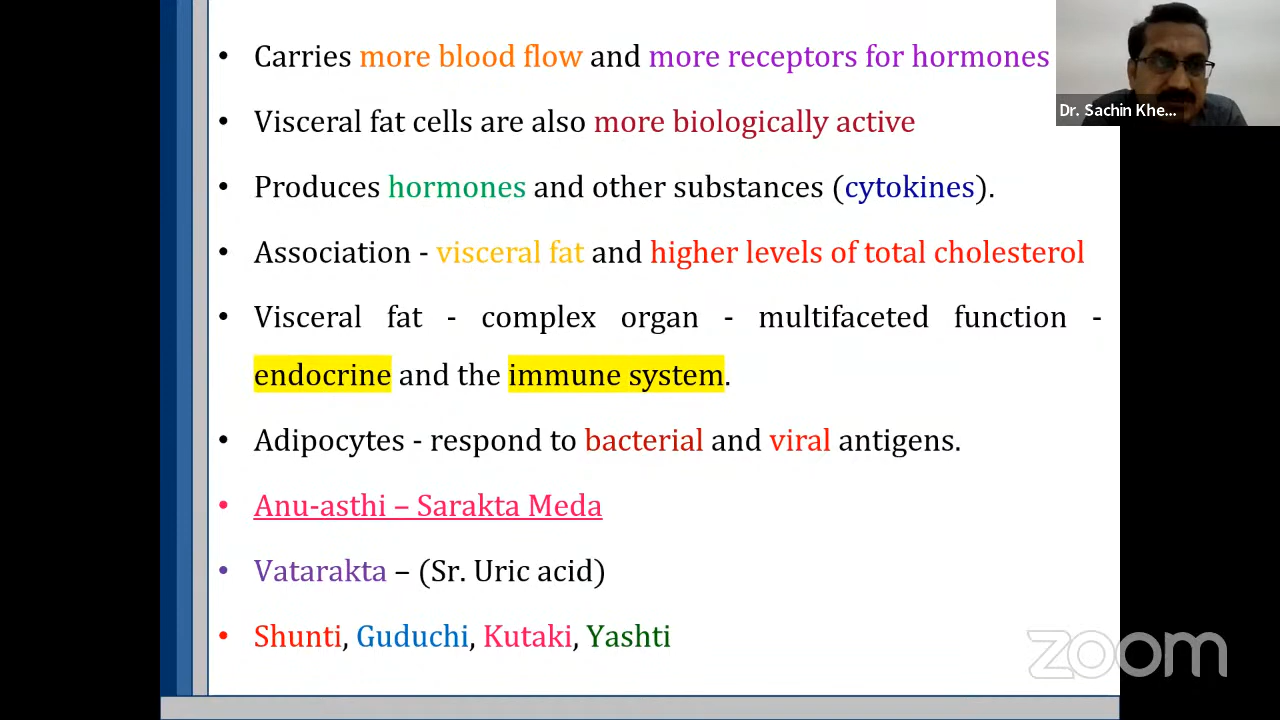 • Carries more blood flow and more receptors for hormones
• Visceral fat cells are also more biologically active
• Produces hormones and other substances (cytokines).
• Association - visceral fat and higher levels of total cholesterol
• Visceral fat - complex organ - multifaceted function -
endocrine and the immune system.
• Adipocytes - respond to bacterial and viral antigens.
• Anu-asthi – Sarakta Meda
• Vatarakta – (Sr. Uric acid)
• Shunti, Guduchi, Kutaki, Yashti
Dr. Sachin Khe...
zoom